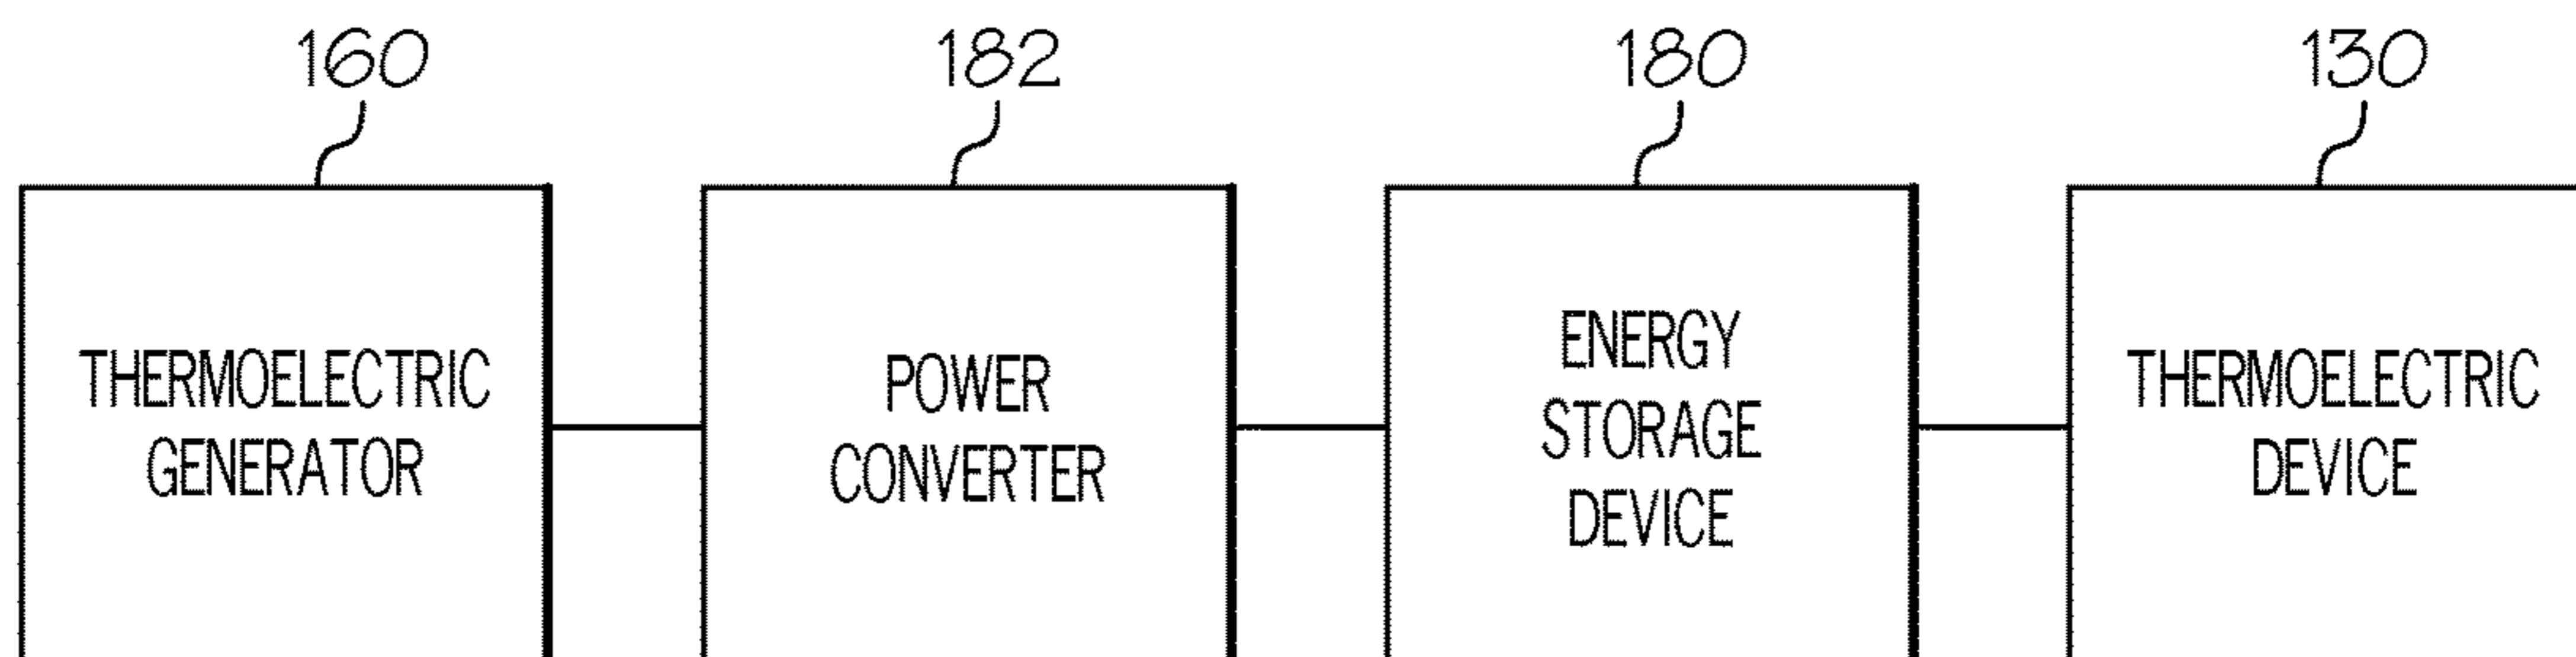 160 182 180 130
THERMOELECTRIC
GENERATOR
POWER
CONVERTER
ENERGY
STORAGE
DEVICE
THERMOELECTRIC
DEVICE